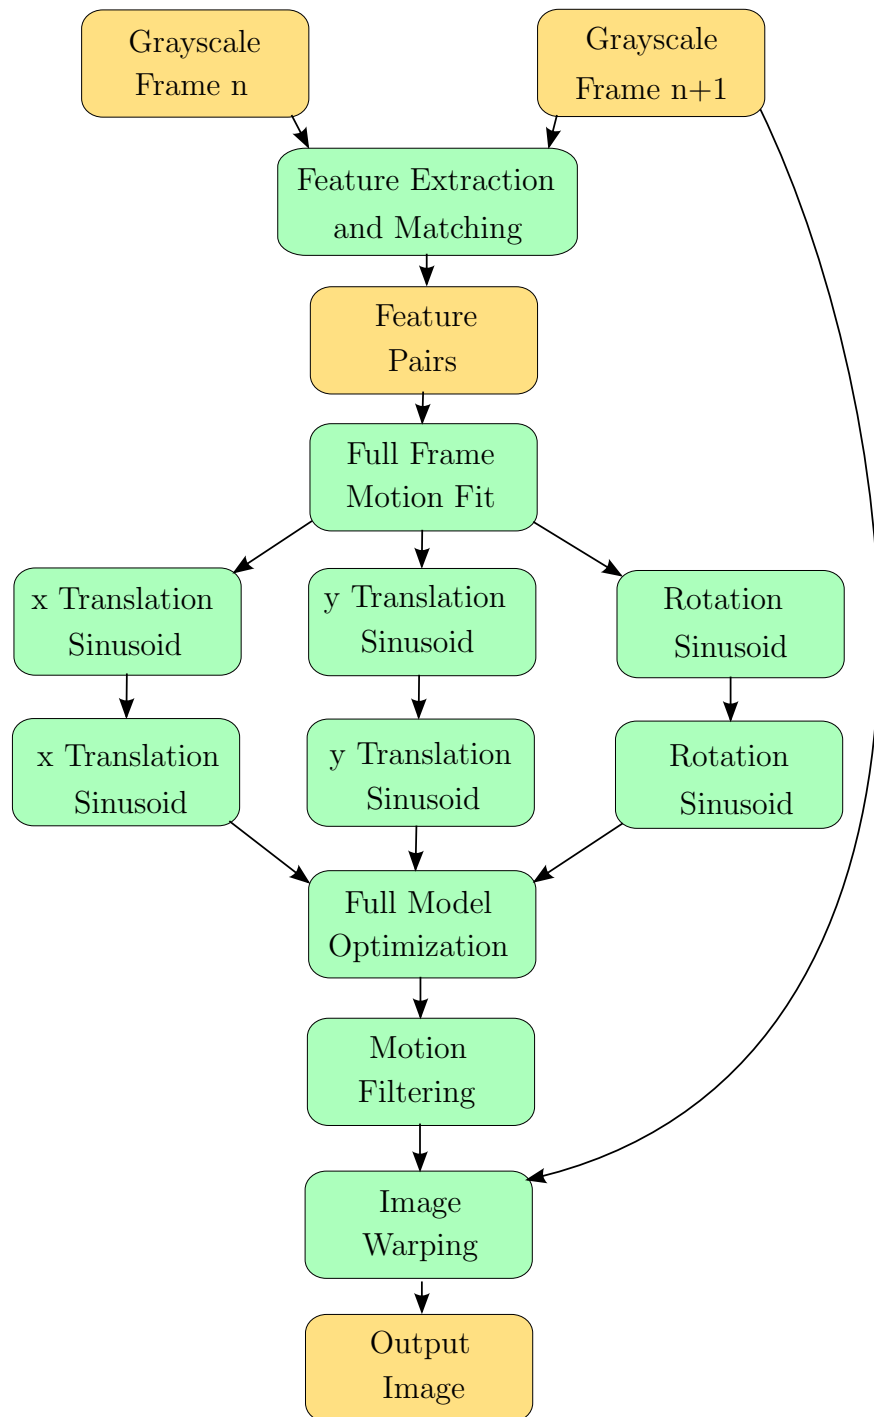 Grayscale
Frame n
Grayscale
Frame n+1
Feature Extraction
and Matching
Feature
Pairs
Full Frame
Motion Fit
x Translation
Sinusoid
y Translation
Sinusoid
Rotation
Sinusoid
x Translation
Sinusoid
y Translation
Sinusoid
Rotation
Sinusoid
Full Model
Optimization
Motion
Filtering
Image
Warping
Output
Image